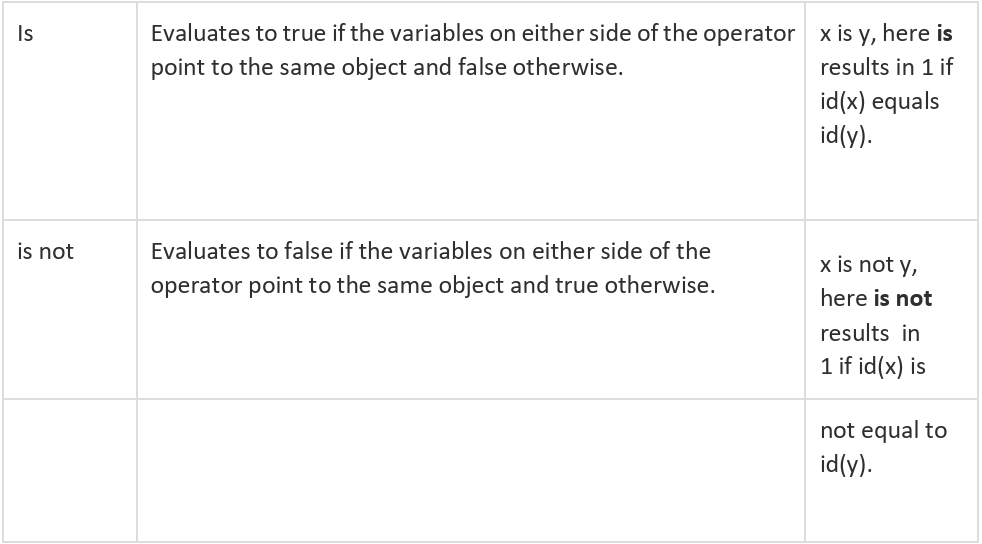 Is
Evaluates to true if the variables on either side of the operator
point to the same object and false otherwise.
x is y, here is
results in 1 if
id(x) equals
id(y).
is not
Evaluates to false if the variables on either side of the
operator point to the same object and true otherwise.
x is not y,
here is not
results in
1 if id(x) is
not equal to
id(y).